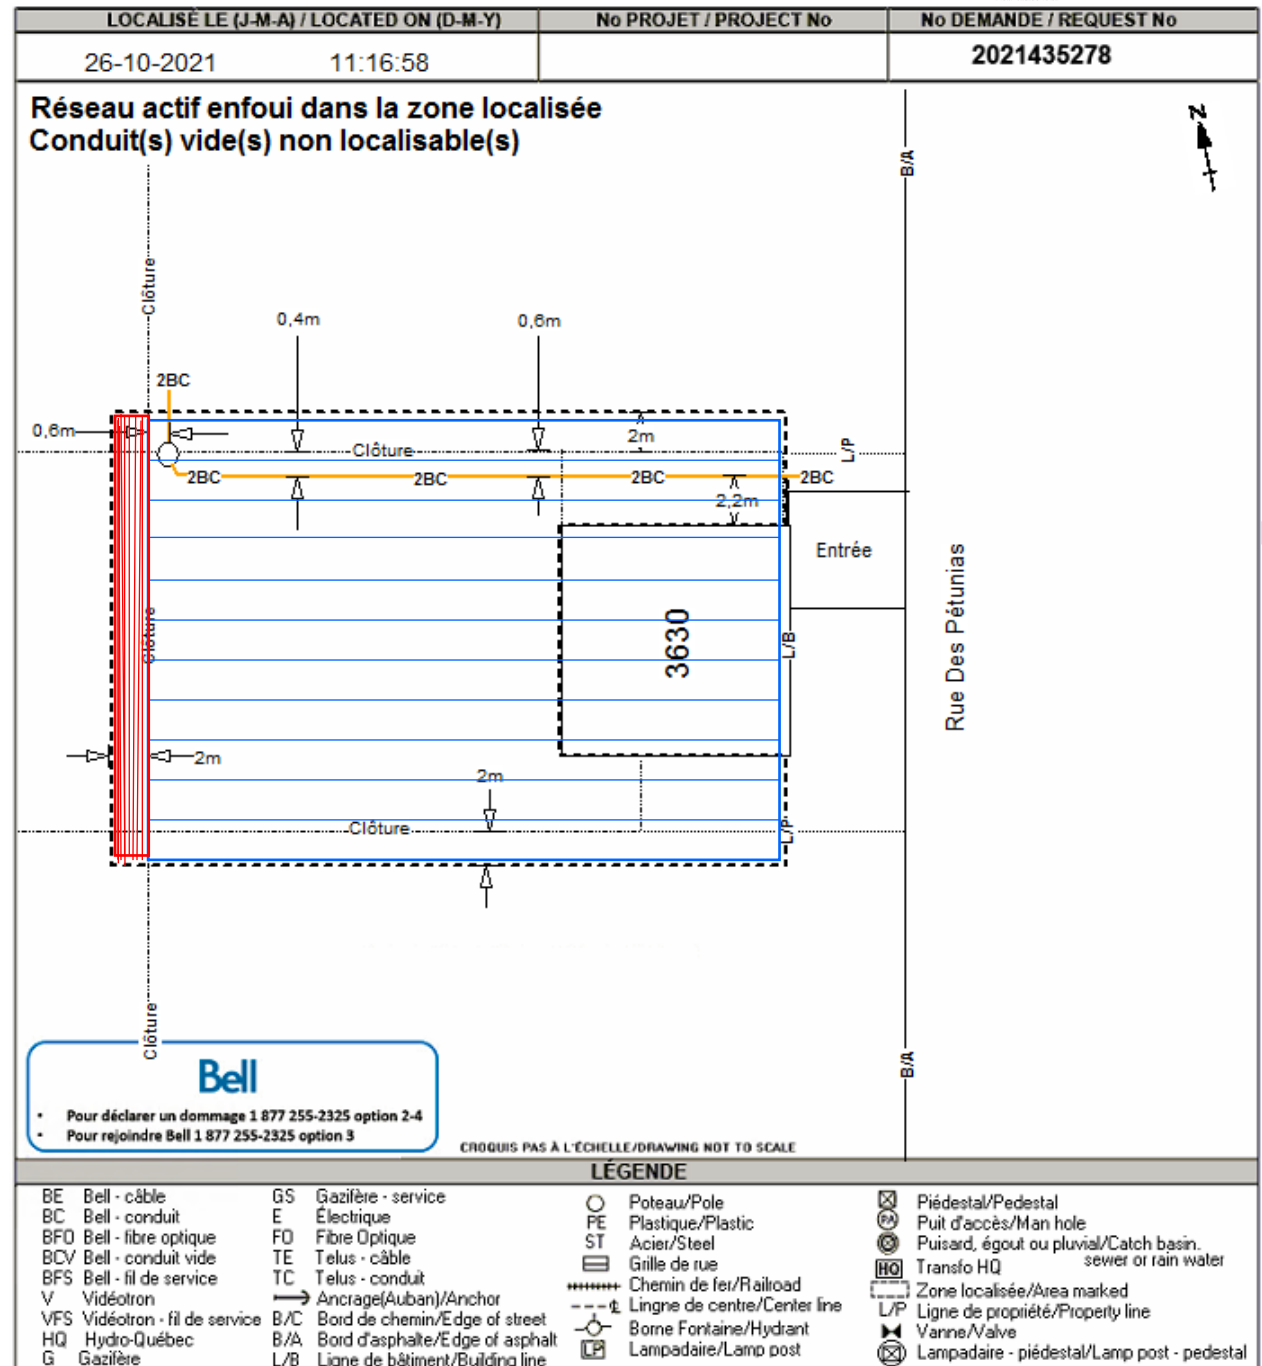 LOCALISÉ LE (J-M-A) / LOCATED ON (D-M-Y) No PROJET / PROJECT No No DEMANDE / REQUEST No
26-10-2021 11:16:58 2021435278
Réseau actif enfoui dans la zone localisée
Conduit(s) vide(s) non localisable(s)
N
B/A
Clôture
0,4m 0,6m
2BC
0,6m
2m
Clôture
L/P
2BC 2BC 2BC 2BC
2,2m
Entrée
Rue Des Pétunias
3630
Clôture
L/B
2m
2m
Clôture
L/P
Clôture
B/A
Bell
• Pour déclarer un dommage 1 877 255-2325 option 2-4
• Pour rejoindre Bell 1 877 255-2325 option 3
CROQUIS PAS À L'ÉCHELLE/DRAWING NOT TO SCALE
LÉGENDE
BE Bell - câble
BC Bell - conduit
BFO Bell - fibre optique
BCV Bell - conduit vide
BFS Bell - fil de service
V Vidéotron
VFS Vidéotron - fil de service
HQ Hydro-Québec
G Gazifère
GS Gazifère - service
E Électrique
FO Fibre Optique
TE Telus - câble
TC Telus - conduit
Ancrage(Auban)/Anchor
B/C Bord de chemin/Edge of street
B/A Bord d'asphalte/Edge of asphalt
L/B Ligne de bâtiment/Building line
Poteau/Pole
PE Plastique/Plastic
ST Acier/Steel
Grille de rue
Chemin de fer/Railroad
Lingne de centre/Center line
Borne Fontaine/Hydrant
LP Lampadaire/Lamp post
Piédestal/Pedestal
PA Puit d'accès/Man hole
Puisard, égout ou pluvial/Catch basin.
sewer or rain water
HQ Transfo HQ
Zone localisée/Area marked
L/P Ligne de propriété/Property line
Vanne/Valve
Lampadaire - piédestal/Lamp post - pedestal